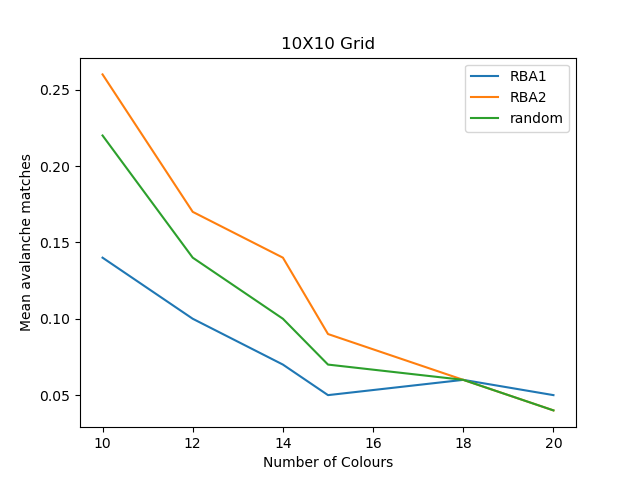 10X10 Grid
RBA1
RBA2
random
Mean avalanche matches
0.25
0.20
0.15
0.10
0.05
10 12 14 16 18 20
Number of Colours